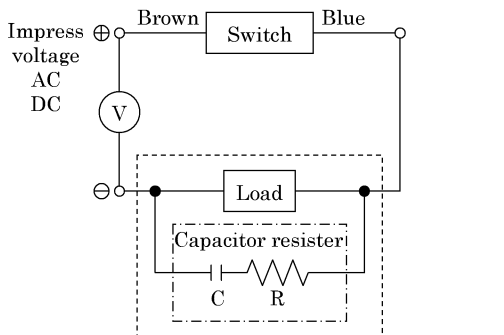 Brown
Switch
Blue
Impress
voltage
AC
DC
⊕
V
⊖
Load
Capacitor resister
C
R